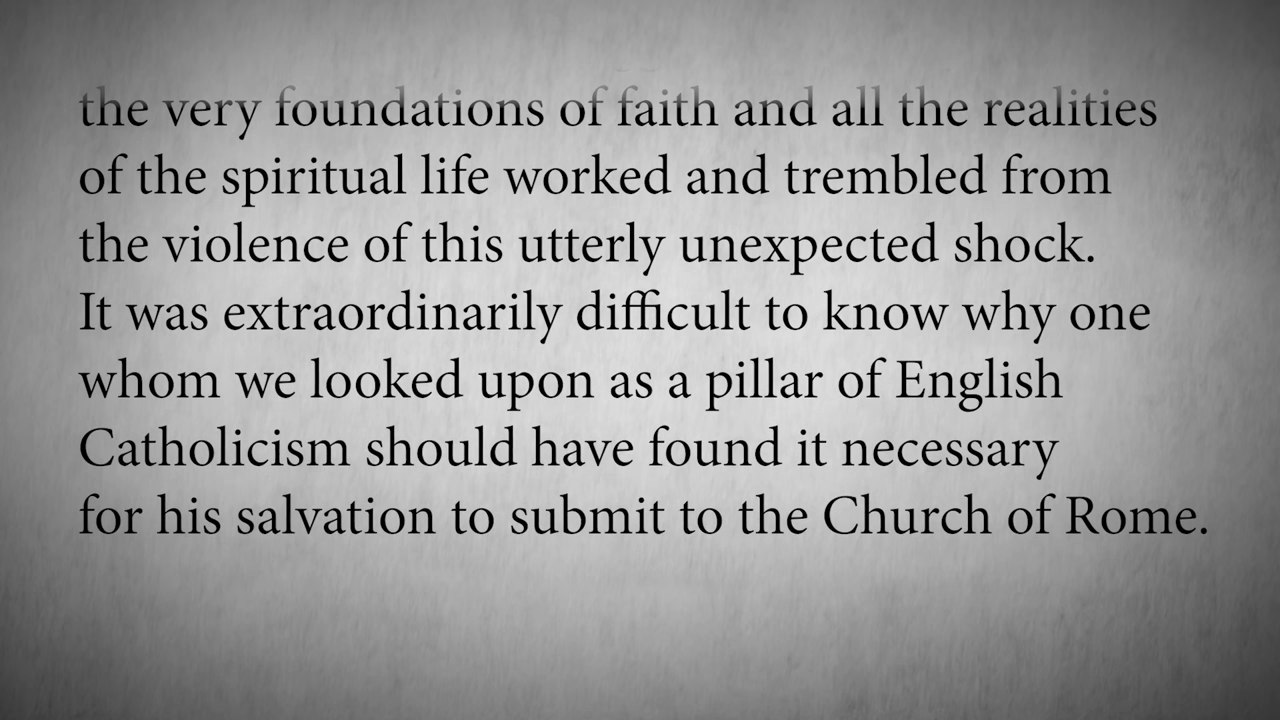 the very foundations of faith and all the realities
of the spiritual life worked and trembled from
the violence of this utterly unexpected shock.
It was extraordinarily difficult to know why one
whom we looked upon as a pillar of English
Catholicism should have found it necessary
for his salvation to submit to the Church of Rome.